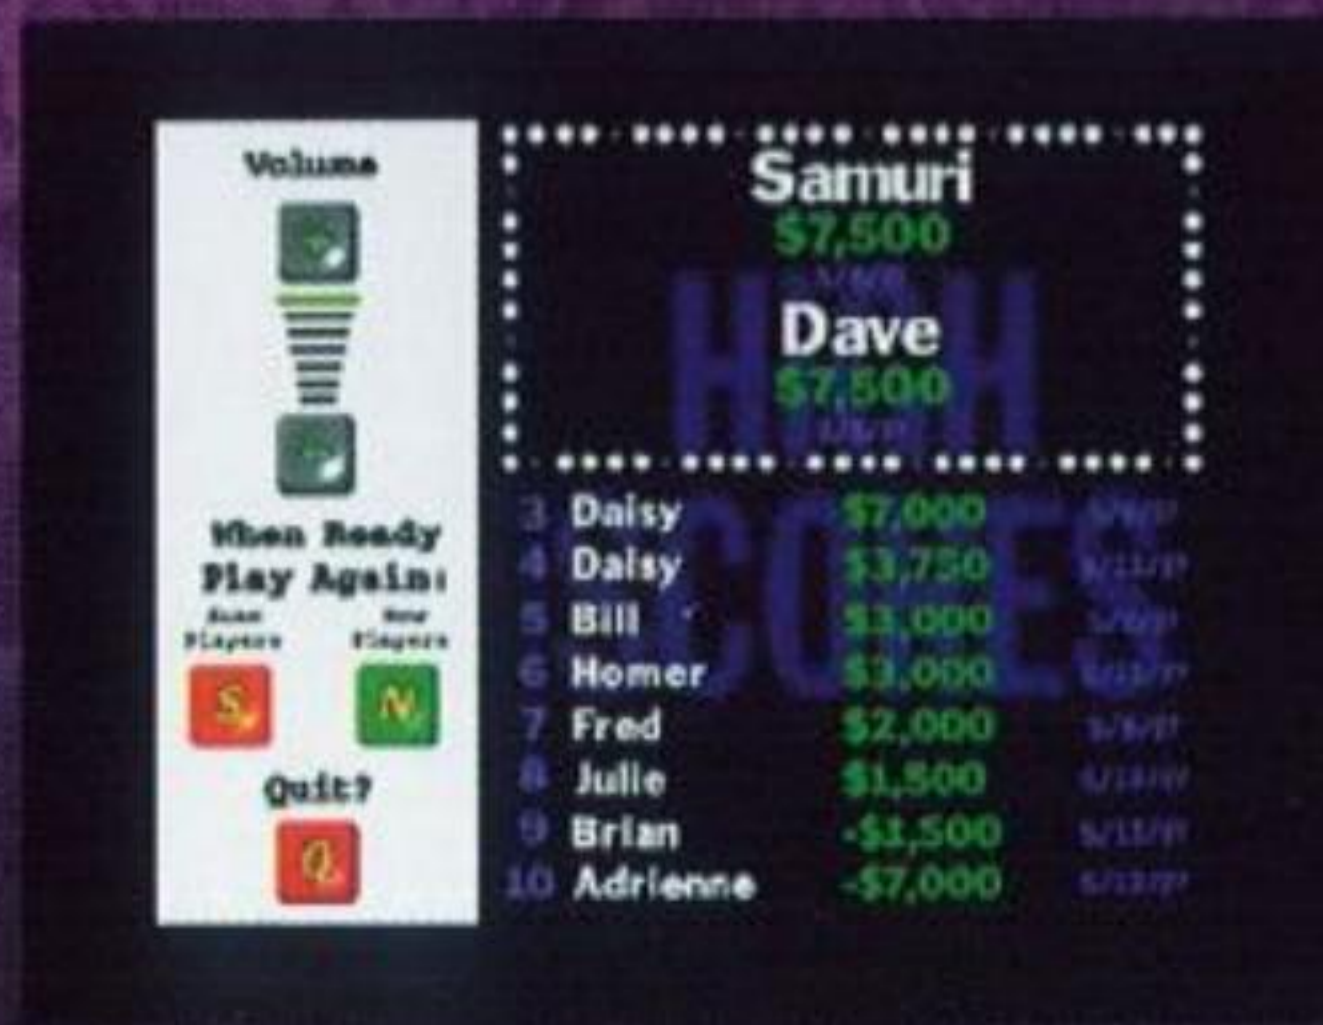 Volume
When Ready
Play Again:
Same Players
New Players
S
N
Quit?
Q
HIGH
SCORES
Samuri
$7,500
Dave
$7,500
3 Daisy $7,000
4 Daisy $3,750
5 Bill $3,000
6 Homer $3,000
7 Fred $2,000
8 Julie $1,500
9 Brian -$1,500
10 Adrienne -$7,000